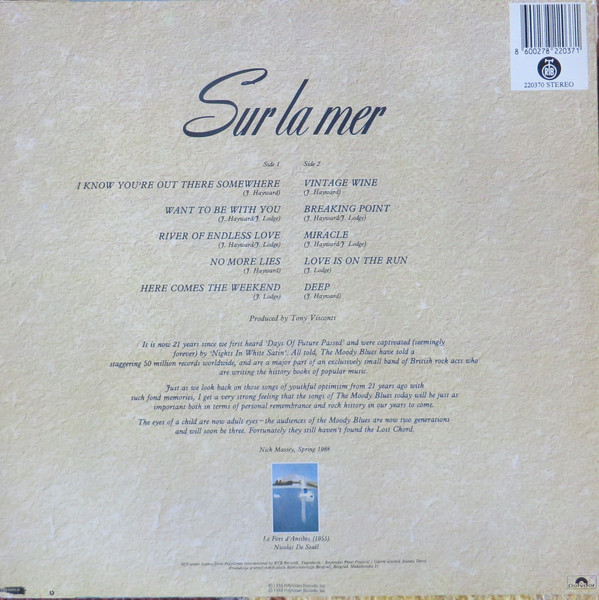 8 600278 220371
RTB
220370 STEREO
Sur la mer
Side 1
I KNOW YOU'RE OUT THERE SOMEWHERE
(J. Hayward)
WANT TO BE WITH YOU
(J. Hayward/J. Lodge)
RIVER OF ENDLESS LOVE
(J. Hayward/J. Lodge)
NO MORE LIES
(J. Hayward)
HERE COMES THE WEEKEND
(J. Lodge)
Side 2
VINTAGE WINE
(J. Hayward)
BREAKING POINT
(J. Hayward/J. Lodge)
MIRACLE
(J. Hayward/J. Lodge)
LOVE IS ON THE RUN
(J. Lodge)
DEEP
(J. Hayward)
Produced by Tony Visconti
It is now 21 years since we first heard 'Days Of Future Passed' and were captivated (seemingly
forever) by 'Nights In White Satin'. All told, The Moody Blues have sold a
staggering 50 million records worldwide, and are a major part of an exclusively small band of British rock acts who
are writing the history books of popular music.
Just as we look back on those songs of youthful optimism from 21 years ago with
such fond memories, I get a very strong feeling that the songs of The Moody Blues today will be just as
important both in terms of personal remembrance and rock history in our years to come.
The eyes of a child are now adult eyes—the audiences of the Moody Blues are now two generations
and will soon be three. Fortunately they still haven't found the Lost Chord.
Nick Massey, Spring 1988
Le Fort d'Antibes (1955)
Nicolas De Staël
℗ 1988 PolyGram Records, Inc.
© 1988 PolyGram Records, Inc.